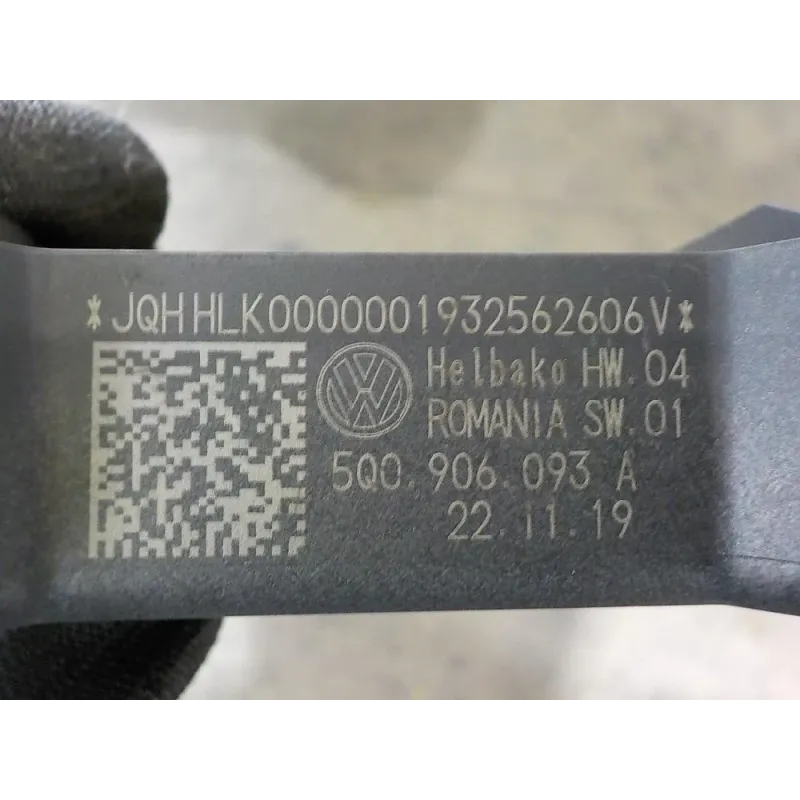 *JQHHLK0000001932562606V*
Helbako HW.04
ROMANIA SW.01
5Q0.906.093 A
22.11.19